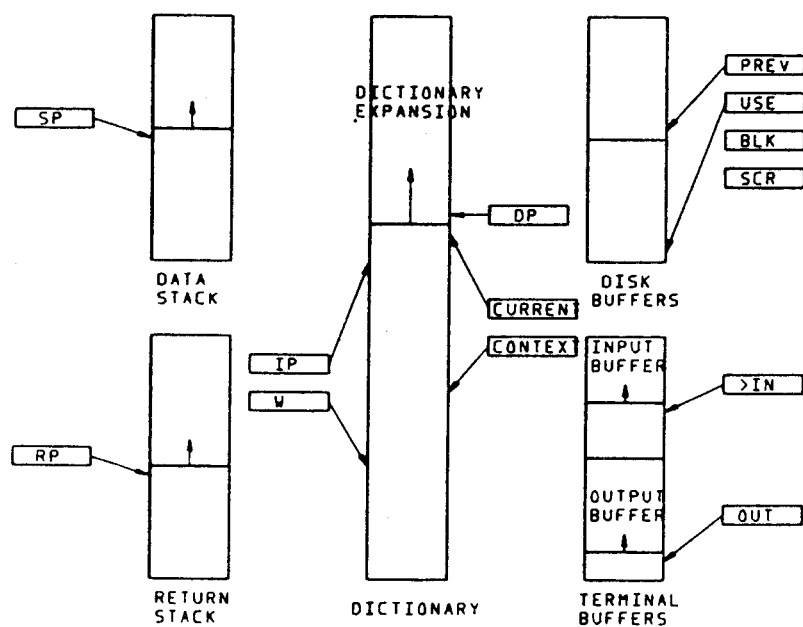 SP
DATA
STACK
RP
RETURN
STACK
DICTIONARY
EXPANSION
DP
CURRENT
CONTEXT
IP
W
DICTIONARY
PREV
USE
BLK
SCR
DISK
BUFFERS
INPUT
BUFFER
>IN
OUTPUT
BUFFER
OUT
TERMINAL
BUFFERS